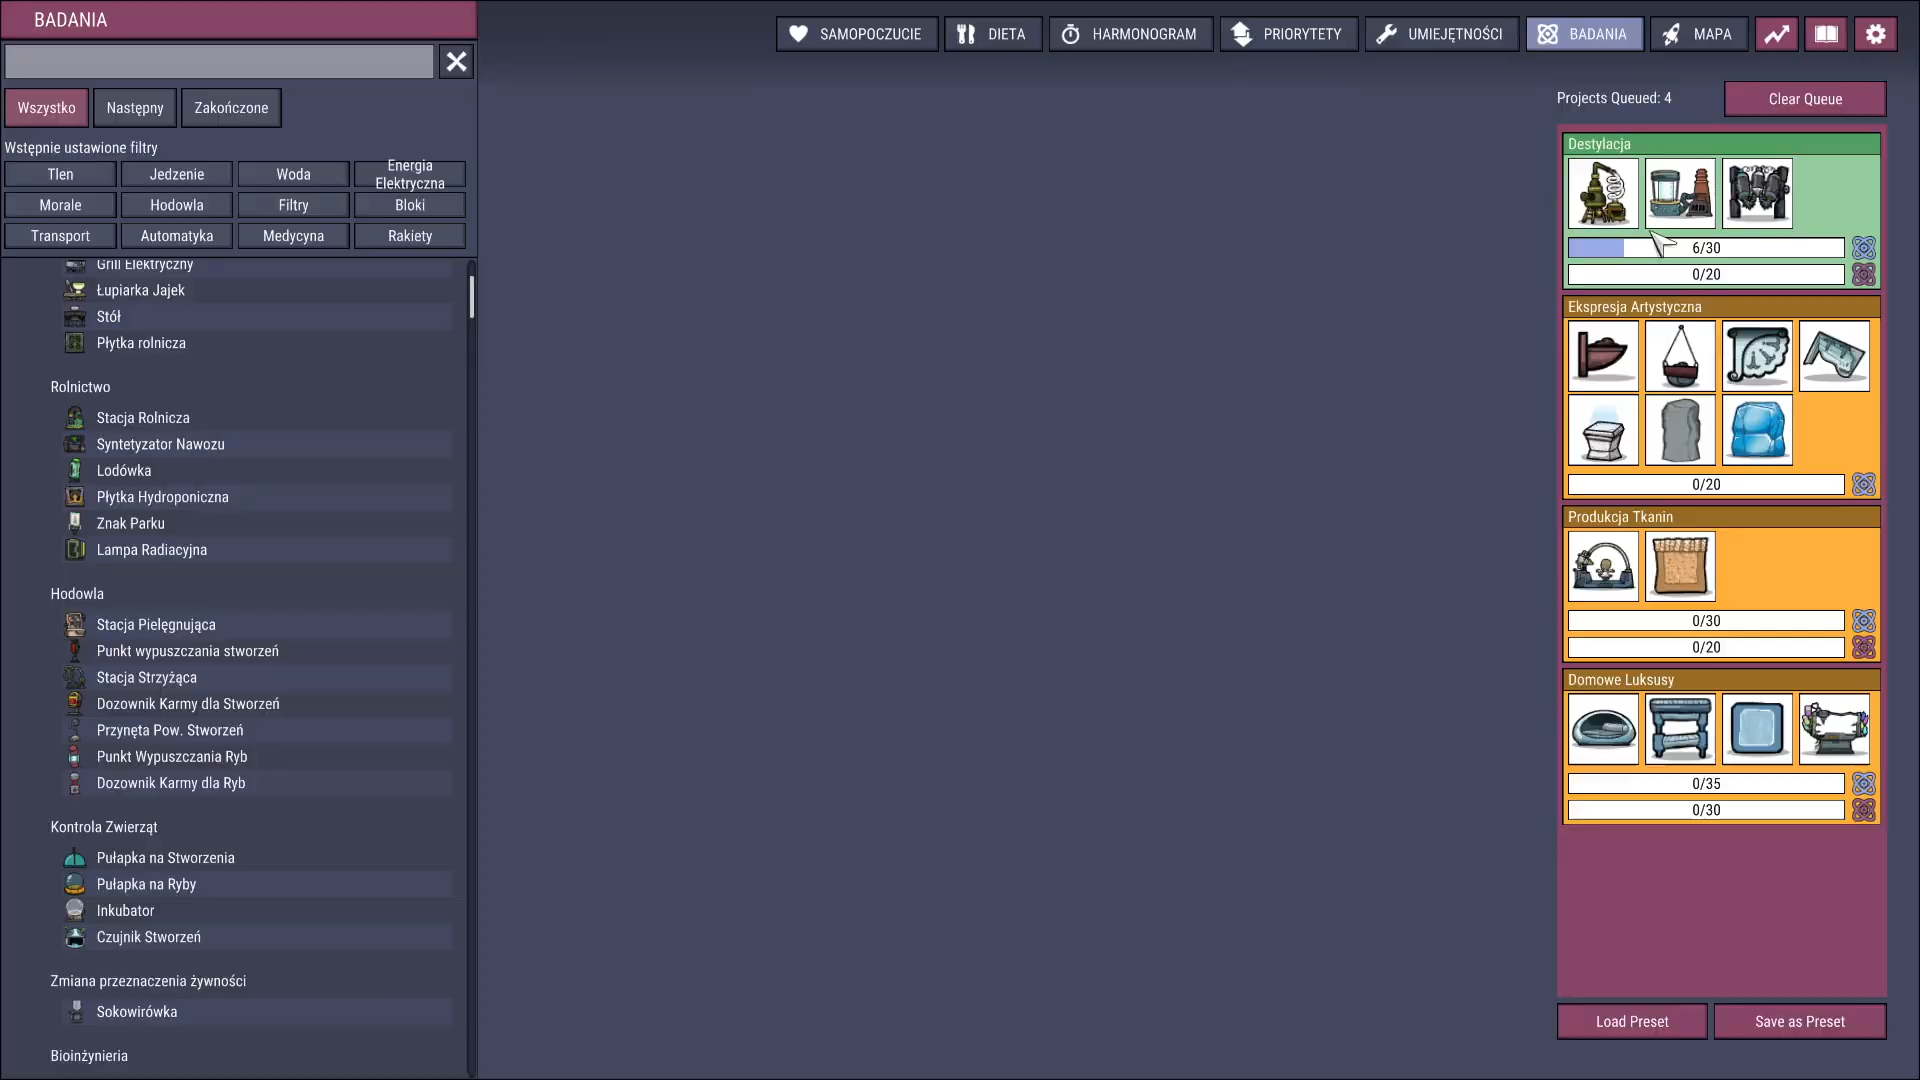 BADANIA
SAMOPOCZUCIE
DIETA
HARMONOGRAM
PRIORYTETY
UMIEJĘTNOŚCI
BADANIA
MAPA
Wszystko
Następny
Zakończone
Wstępnie ustawione filtry
Tlen
Jedzenie
Woda
Energia
Elektryczna
Morale
Hodowla
Filtry
Bloki
Transport
Automatyka
Medycyna
Rakiety
Grill Elektryczny
Łupiarka Jajek
Stół
Płytka rolnicza
Rolnictwo
Stacja Rolnicza
Syntetyzator Nawozu
Lodówka
Płytka Hydroponiczna
Znak Parku
Lampa Radiacyjna
Hodowla
Stacja Pielęgnująca
Punkt wypuszczania stworzeń
Stacja Strzyżąca
Dozownik Karmy dla Stworzeń
Przynęta Pow. Stworzeń
Punkt Wypuszczania Ryb
Dozownik Karmy dla Ryb
Kontrola Zwierząt
Pułapka na Stworzenia
Pułapka na Ryby
Inkubator
Czujnik Stworzeń
Zmiana przeznaczenia żywności
Sokowirówka
Bioinżynieria
Projects Queued: 4
Clear Queue
Destylacja
6/30
0/20
Ekspresja Artystyczna
0/20
Produkcja Tkanin
0/30
0/20
Domowe Luksusy
0/35
0/30
Load Preset
Save as Preset